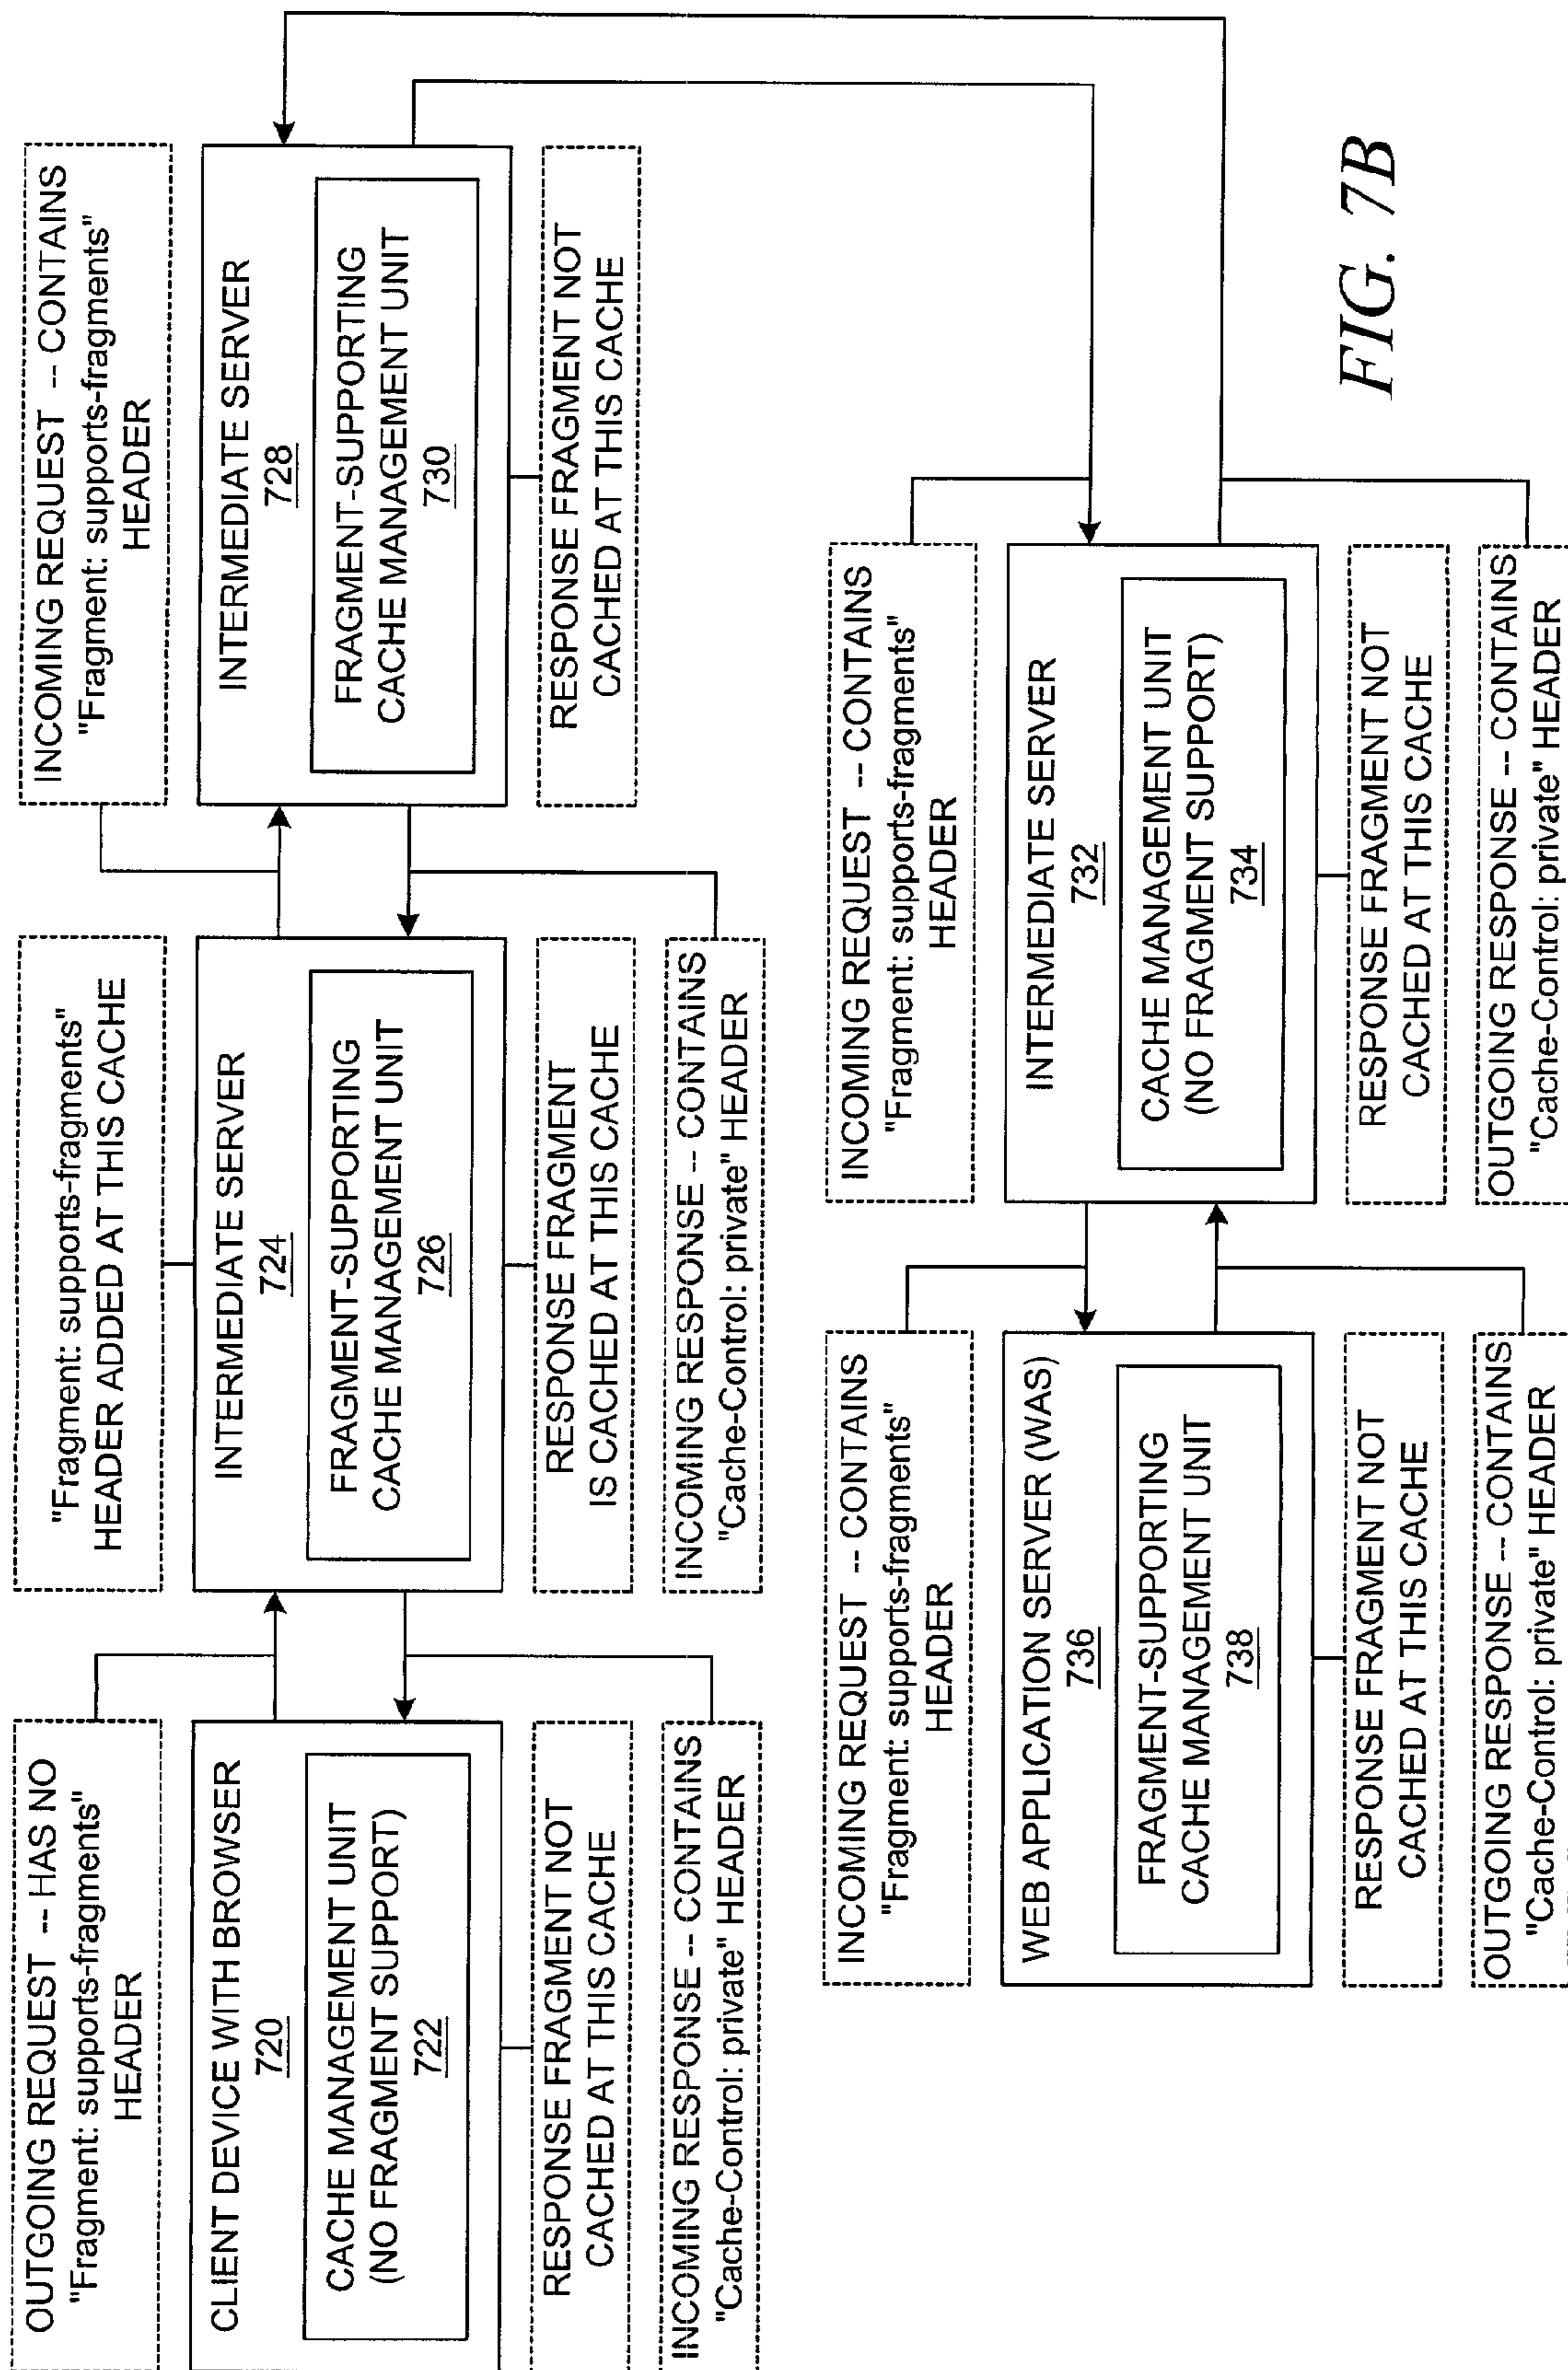 OUTGOING REQUEST -- HAS NO
"Fragment: supports-fragments"
HEADER
CLIENT DEVICE WITH BROWSER
720
CACHE MANAGEMENT UNIT
(NO FRAGMENT SUPPORT)
722
RESPONSE FRAGMENT NOT
CACHED AT THIS CACHE
INCOMING RESPONSE -- CONTAINS
"Cache-Control: private" HEADER
"Fragment: supports-fragments"
HEADER ADDED AT THIS CACHE
INTERMEDIATE SERVER
724
FRAGMENT-SUPPORTING
CACHE MANAGEMENT UNIT
726
RESPONSE FRAGMENT
IS CACHED AT THIS CACHE
INCOMING RESPONSE -- CONTAINS
"Cache-Control: private" HEADER
INCOMING REQUEST -- CONTAINS
"Fragment: supports-fragments"
HEADER
INTERMEDIATE SERVER
728
FRAGMENT-SUPPORTING
CACHE MANAGEMENT UNIT
730
RESPONSE FRAGMENT NOT
CACHED AT THIS CACHE
INCOMING REQUEST -- CONTAINS
"Fragment: supports-fragments"
HEADER
WEB APPLICATION SERVER (WAS)
736
FRAGMENT-SUPPORTING
CACHE MANAGEMENT UNIT
738
RESPONSE FRAGMENT NOT
CACHED AT THIS CACHE
OUTGOING RESPONSE -- CONTAINS
"Cache-Control: private" HEADER
INCOMING REQUEST -- CONTAINS
"Fragment: supports-fragments"
HEADER
INTERMEDIATE SERVER
732
CACHE MANAGEMENT UNIT
(NO FRAGMENT SUPPORT)
734
RESPONSE FRAGMENT NOT
CACHED AT THIS CACHE
OUTGOING RESPONSE -- CONTAINS
"Cache-Control: private" HEADER
FIG. 7B